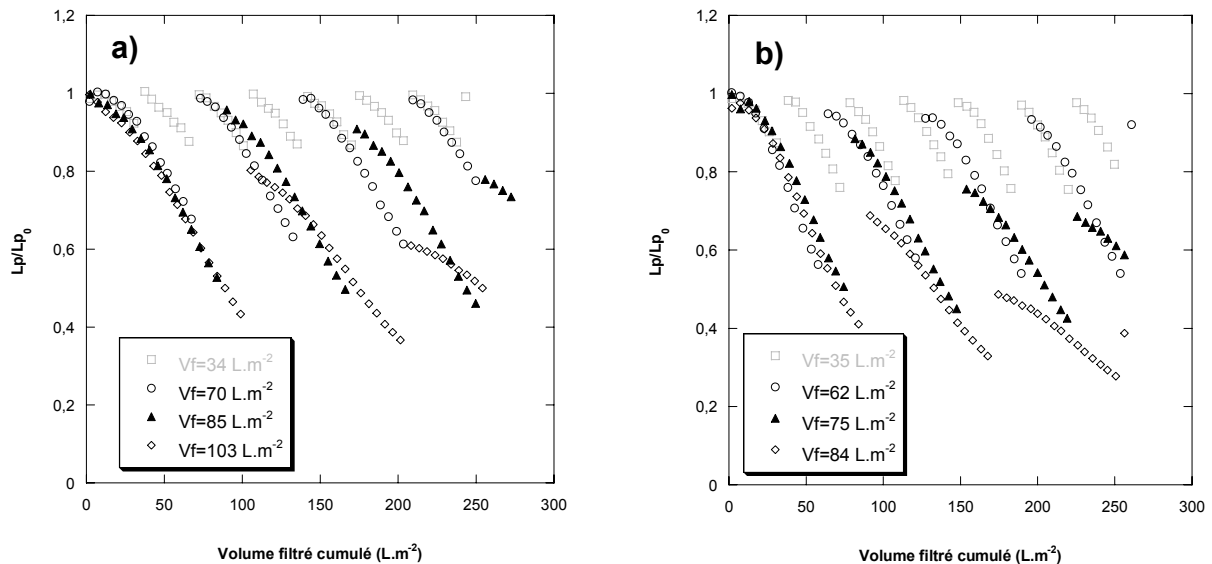 a)
1,2
1
0,8
0,6
0,4
0,2
0
Lp/Lp₀
Vf=34 L.m⁻²
Vf=70 L.m⁻²
Vf=85 L.m⁻²
Vf=103 L.m⁻²
0 50 100 150 200 250 300
Volume filtré cumulé (L.m⁻²)
b)
1,2
1
0,8
0,6
0,4
0,2
0
Lp/Lp₀
Vf=35 L.m⁻²
Vf=62 L.m⁻²
Vf=75 L.m⁻²
Vf=84 L.m⁻²
0 50 100 150 200 250 300
Volume filtré cumulé (L.m⁻²)